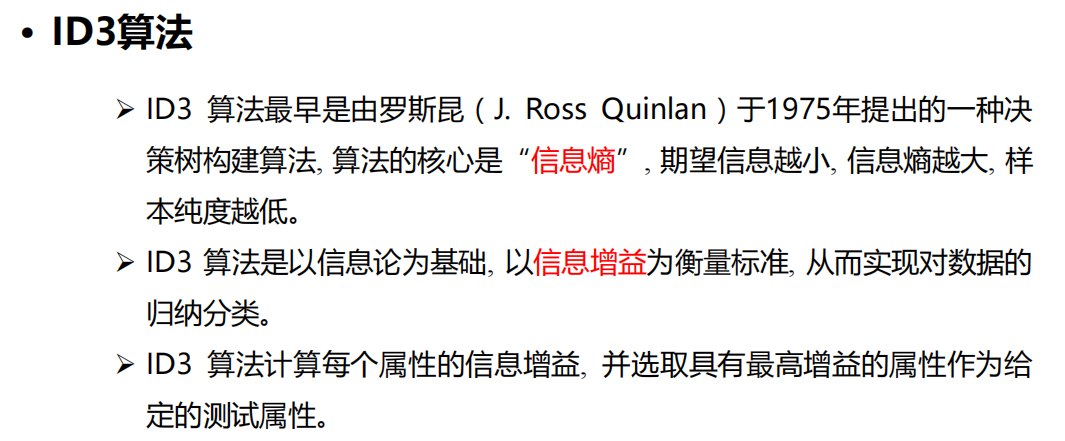 • ID3算法
➢ ID3 算法最早是由罗斯昆（J. Ross Quinlan）于1975年提出的一种决
策树构建算法, 算法的核心是“信息熵”, 期望信息越小, 信息熵越大, 样
本纯度越低。
➢ ID3 算法是以信息论为基础, 以信息增益为衡量标准, 从而实现对数据的
归纳分类。
➢ ID3 算法计算每个属性的信息增益, 并选取具有最高增益的属性作为给
定的测试属性。